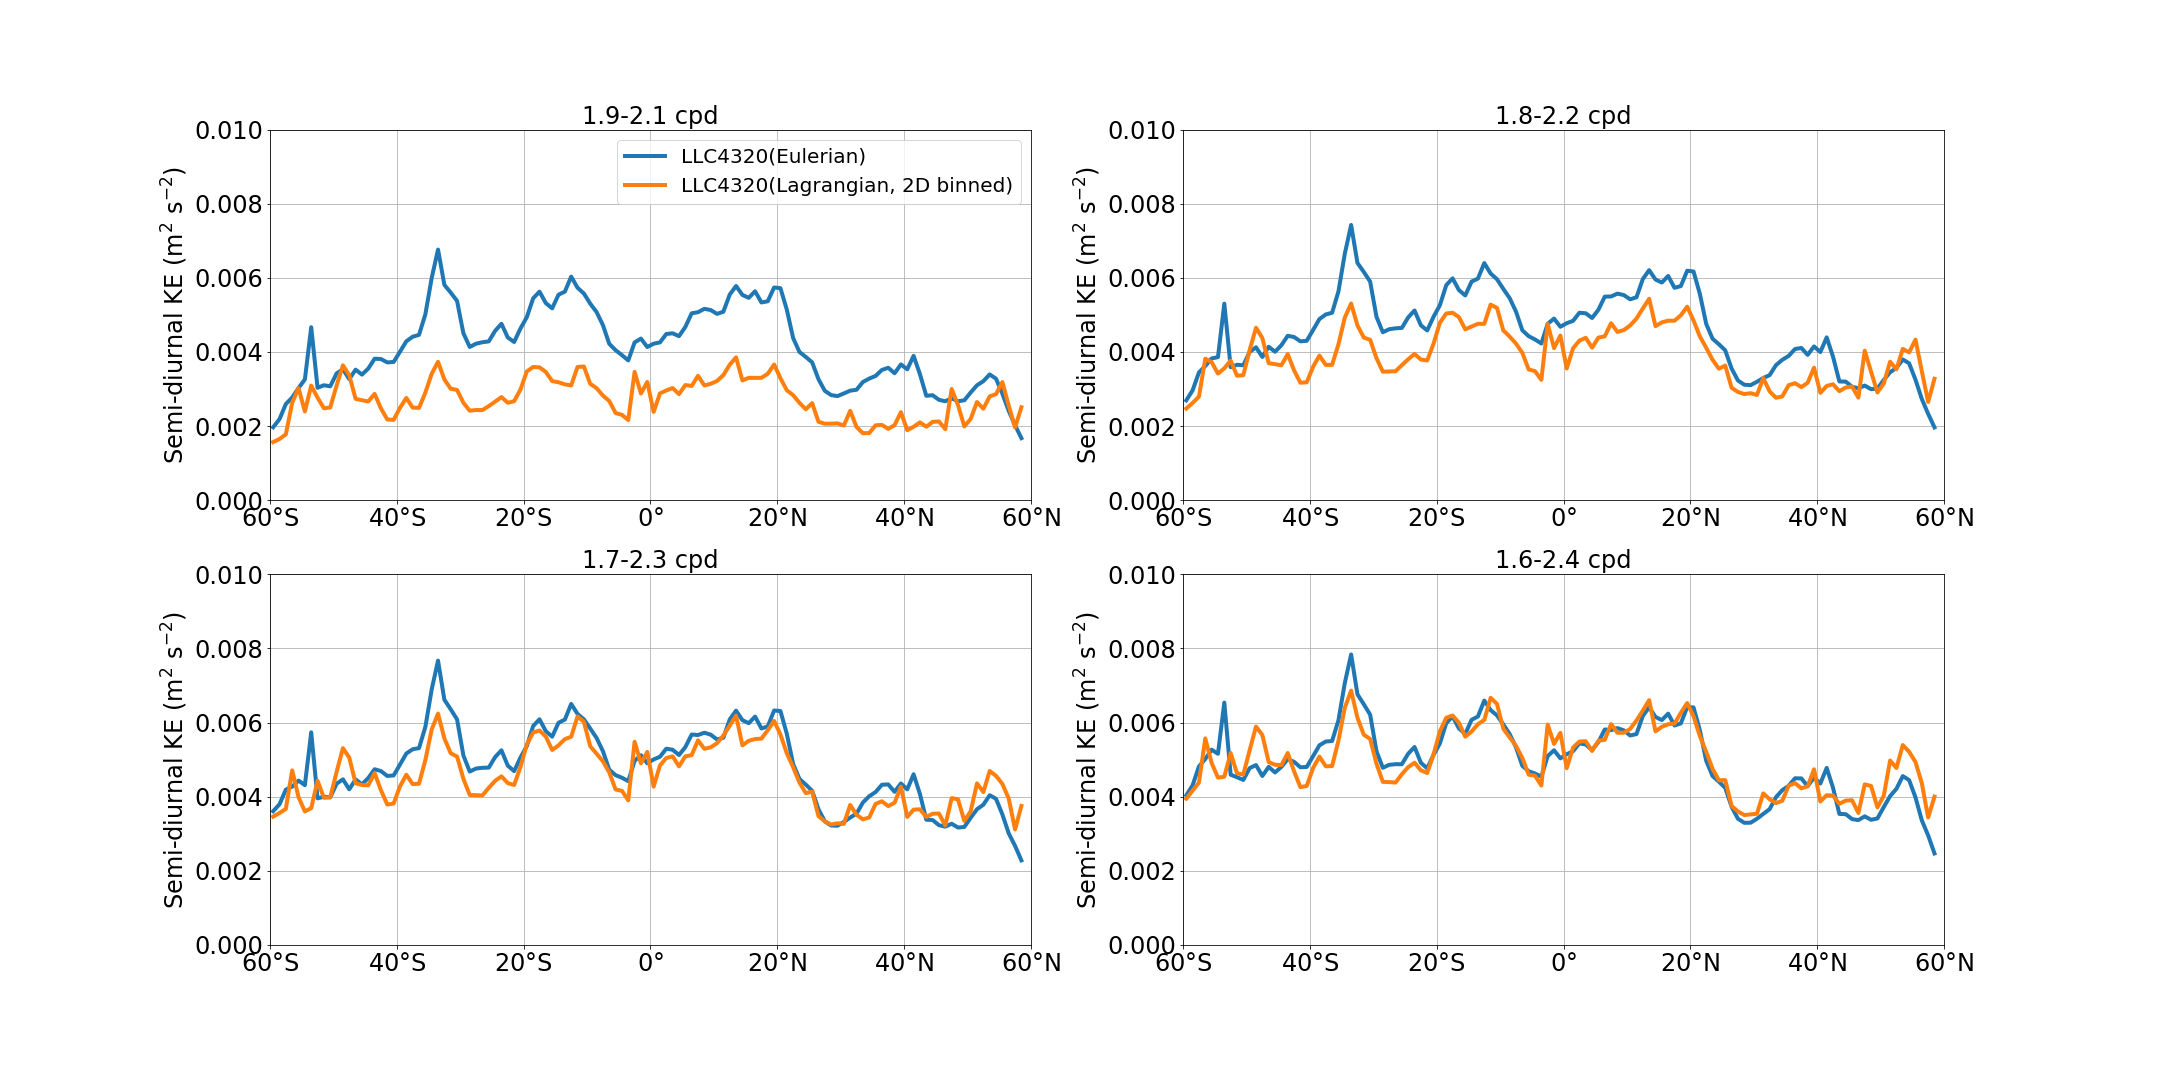 1.9-2.1 cpd
Semi-diurnal KE (m² s⁻²)
0.010
0.008
0.006
0.004
0.002
0.000
LLC4320(Eulerian)
LLC4320(Lagrangian, 2D binned)
60°S 40°S 20°S 0° 20°N 40°N 60°N
1.8-2.2 cpd
Semi-diurnal KE (m² s⁻²)
0.010
0.008
0.006
0.004
0.002
0.000
60°S 40°S 20°S 0° 20°N 40°N 60°N
1.7-2.3 cpd
Semi-diurnal KE (m² s⁻²)
0.010
0.008
0.006
0.004
0.002
0.000
60°S 40°S 20°S 0° 20°N 40°N 60°N
1.6-2.4 cpd
Semi-diurnal KE (m² s⁻²)
0.010
0.008
0.006
0.004
0.002
0.000
60°S 40°S 20°S 0° 20°N 40°N 60°N